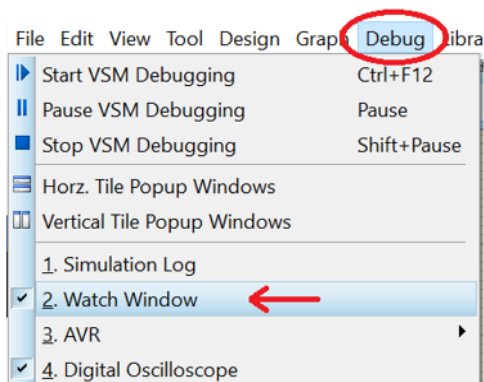 File Edit View Tool Design Graph Debug Libra
Start VSM Debugging Ctrl+F12
Pause VSM Debugging Pause
Stop VSM Debugging Shift+Pause
Horz. Tile Popup Windows
Vertical Tile Popup Windows
1. Simulation Log
2. Watch Window
3. AVR
4. Digital Oscilloscope